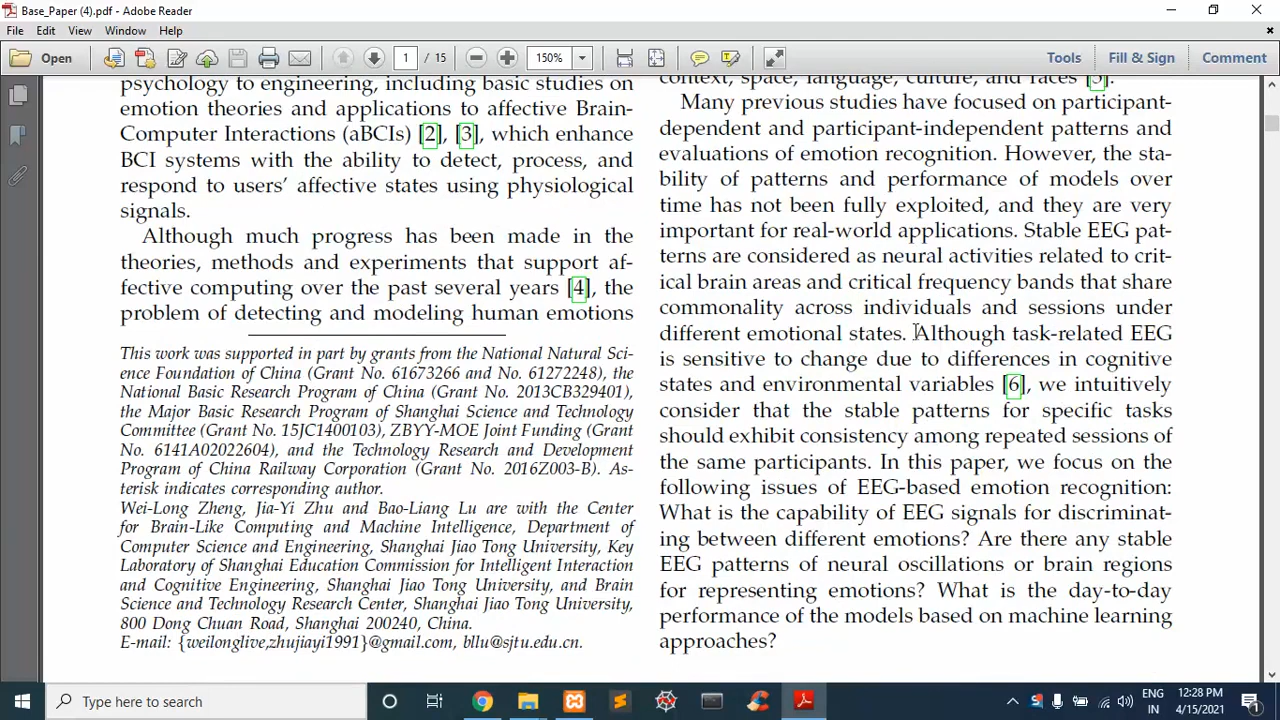 Base_Paper (4).pdf - Adobe Reader
File Edit View Window Help
Open 1 / 15 150% Tools Fill & Sign Comment
psychology to engineering, including basic studies on
emotion theories and applications to affective Brain-
Computer Interactions (aBCIs) [2], [3], which enhance
BCI systems with the ability to detect, process, and
respond to users' affective states using physiological
signals.
Although much progress has been made in the
theories, methods and experiments that support af-
fective computing over the past several years [4], the
problem of detecting and modeling human emotions
This work was supported in part by grants from the National Natural Sci-
ence Foundation of China (Grant No. 61673266 and No. 61272248), the
National Basic Research Program of China (Grant No. 2013CB329401),
the Major Basic Research Program of Shanghai Science and Technology
Committee (Grant No. 15JC1400103), ZBYY-MOE Joint Funding (Grant
No. 6141A02022604), and the Technology Research and Development
Program of China Railway Corporation (Grant No. 2016Z003-B). As-
terisk indicates corresponding author.
Wei-Long Zheng, Jia-Yi Zhu and Bao-Liang Lu are with the Center
for Brain-Like Computing and Machine Intelligence, Department of
Computer Science and Engineering, Shanghai Jiao Tong University, Key
Laboratory of Shanghai Education Commission for Intelligent Interaction
and Cognitive Engineering, Shanghai Jiao Tong University, and Brain
Science and Technology Research Center, Shanghai Jiao Tong University,
800 Dong Chuan Road, Shanghai 200240, China.
E-mail: {weilonglive,zhujiayi1991}@gmail.com, bllu@sjtu.edu.cn.
context, space, language, culture, and races [5].
Many previous studies have focused on participant-
dependent and participant-independent patterns and
evaluations of emotion recognition. However, the sta-
bility of patterns and performance of models over
time has not been fully exploited, and they are very
important for real-world applications. Stable EEG pat-
terns are considered as neural activities related to crit-
ical brain areas and critical frequency bands that share
commonality across individuals and sessions under
different emotional states. Although task-related EEG
is sensitive to change due to differences in cognitive
states and environmental variables [6], we intuitively
consider that the stable patterns for specific tasks
should exhibit consistency among repeated sessions of
the same participants. In this paper, we focus on the
following issues of EEG-based emotion recognition:
What is the capability of EEG signals for discriminat-
ing between different emotions? Are there any stable
EEG patterns of neural oscillations or brain regions
for representing emotions? What is the day-to-day
performance of the models based on machine learning
approaches?
Type here to search
ENG
IN
12:28 PM
4/15/2021
1